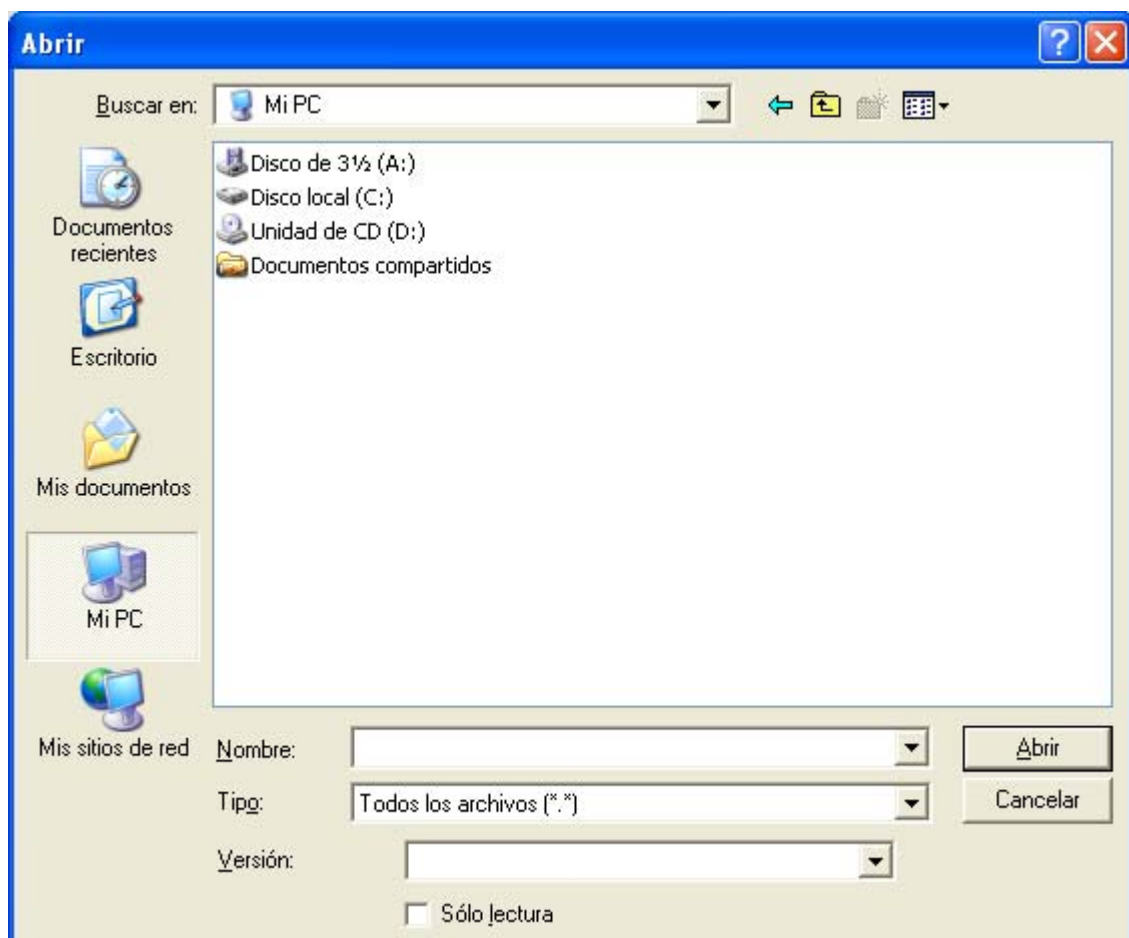 Abrir
Buscar en:
Mi PC
Disco de 3½ (A:)
Disco local (C:)
Unidad de CD (D:)
Documentos compartidos
Documentos
recientes
Escritorio
Mis documentos
Mi PC
Mis sitios de red
Nombre:
Abrir
Tipo:
Todos los archivos (*.*)
Cancelar
Versión:
Sólo lectura